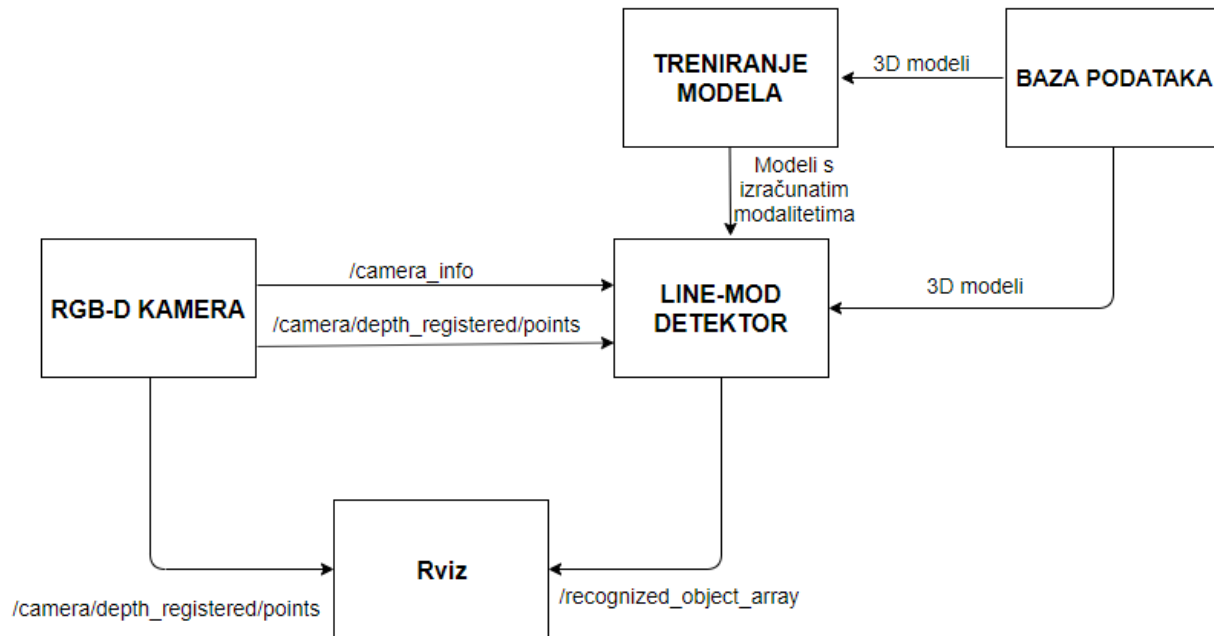 TRENIRANJE
MODELA
3D modeli
BAZA PODATAKA
Modeli s
izračunatim
modalitetima
RGB-D KAMERA
/camera_info
/camera/depth_registered/points
LINE-MOD
DETEKTOR
3D modeli
Rviz
/camera/depth_registered/points
/recognized_object_array